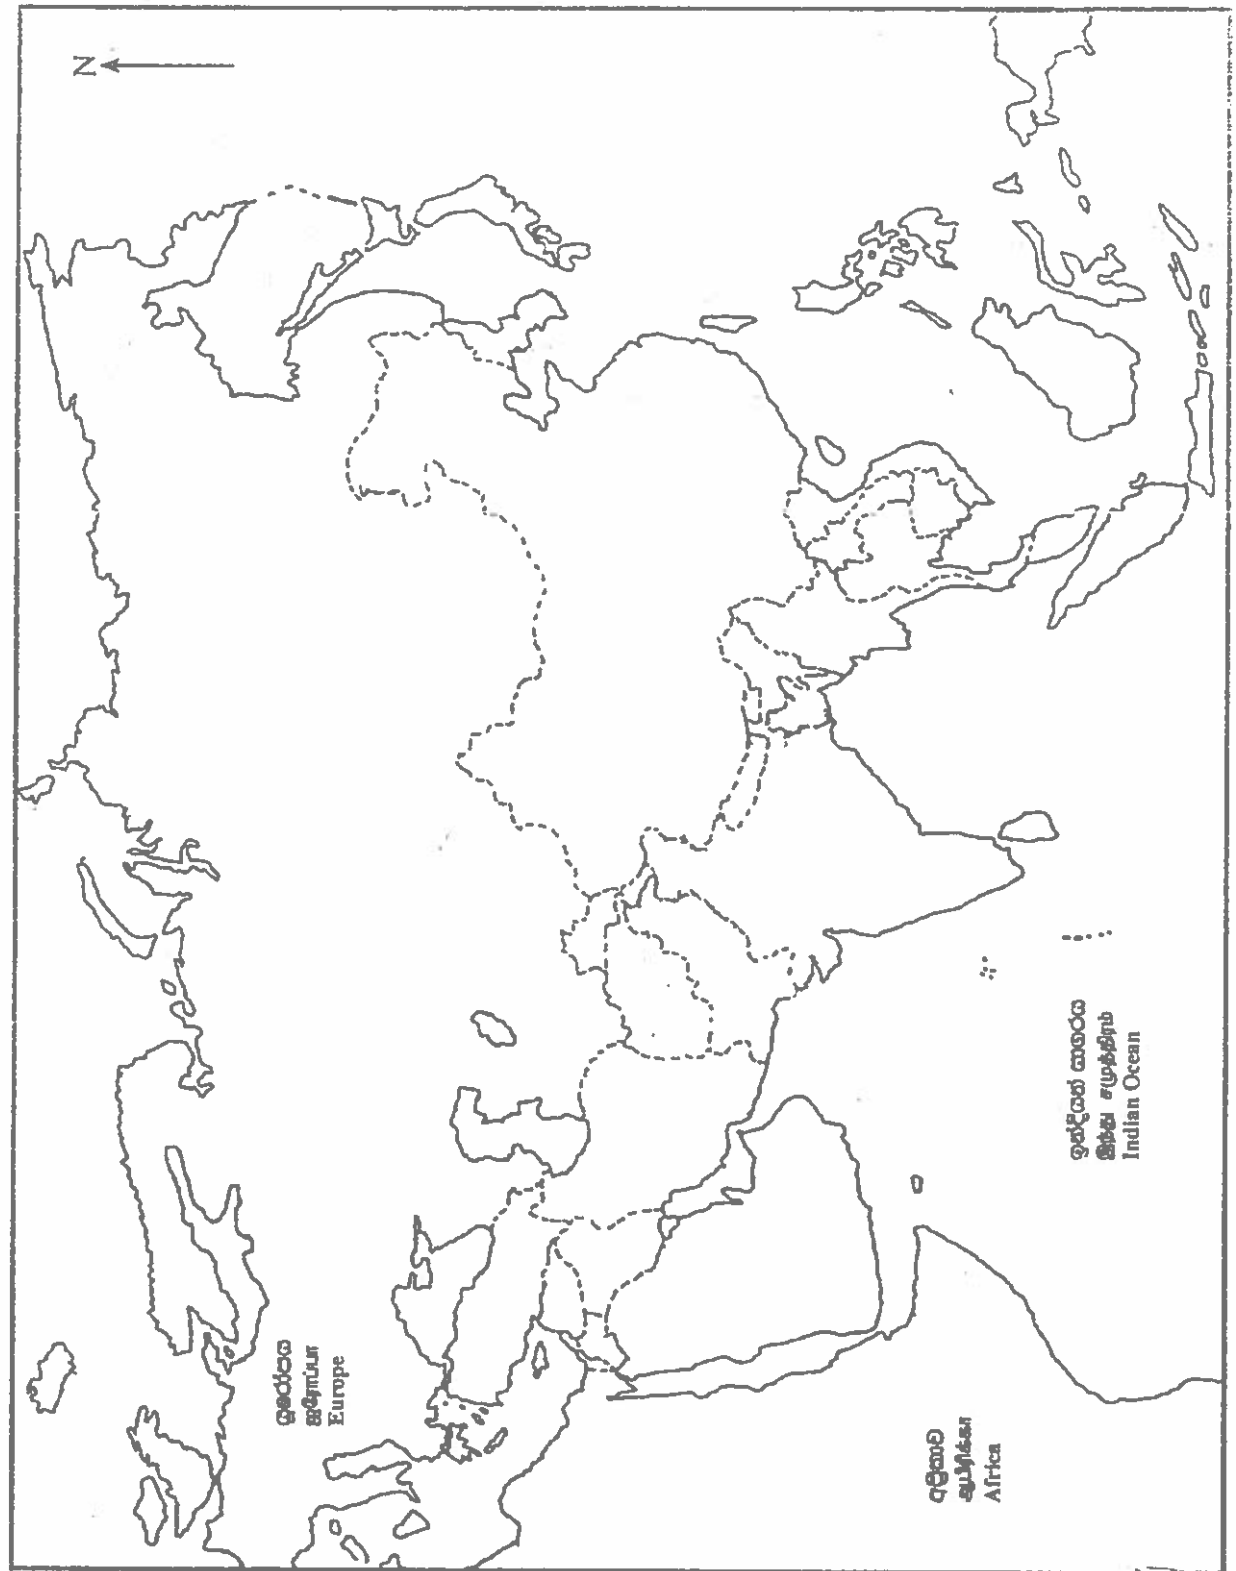 N
යුරෝපය
ஐரோப்பா
Europe
අප්‍රිකාව
ஆபிரிக்கா
Africa
ඉන්දියන් සාගරය
இந்து சமுத்திரம்
Indian Ocean